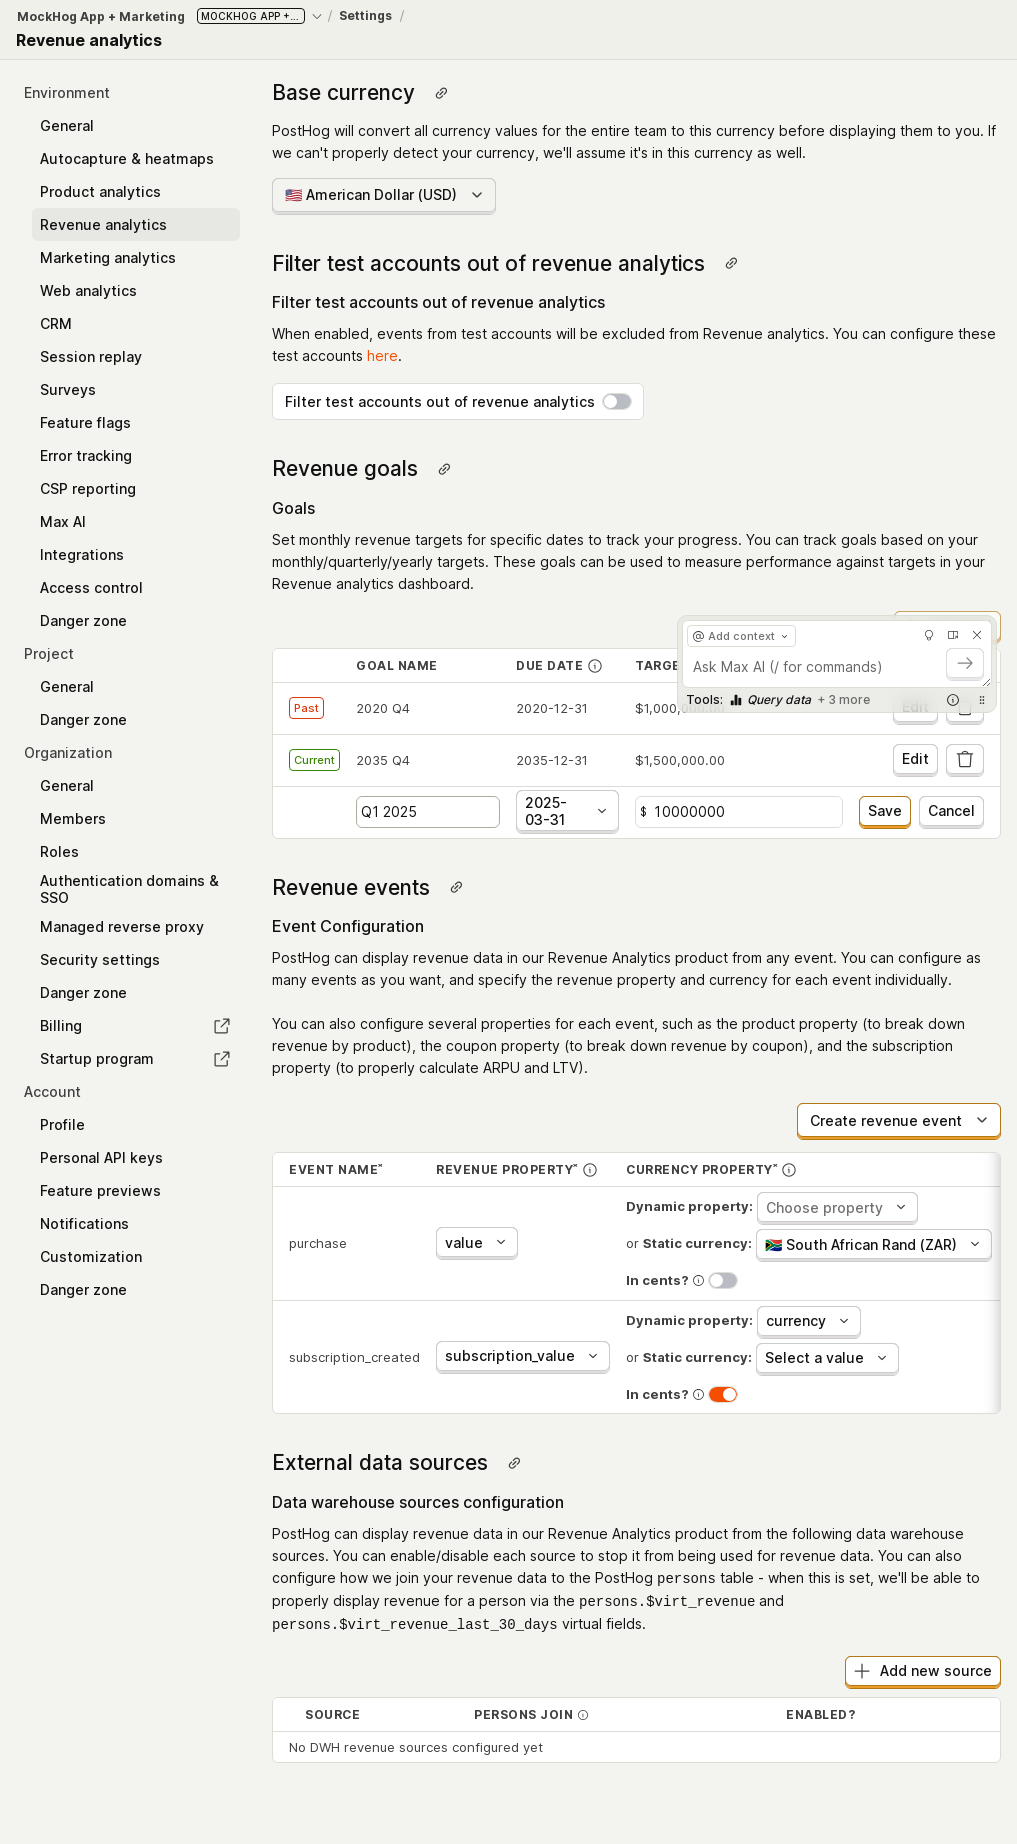 MockHog App + Marketing MOCKHOG APP +... / Settings /
Revenue analytics
Environment
General
Autocapture & heatmaps
Product analytics
Revenue analytics
Marketing analytics
Web analytics
CRM
Session replay
Surveys
Feature flags
Error tracking
CSP reporting
Max AI
Integrations
Access control
Danger zone
Project
General
Danger zone
Organization
General
Members
Roles
Authentication domains &
SSO
Managed reverse proxy
Security settings
Danger zone
Billing
Startup program
Account
Profile
Personal API keys
Feature previews
Notifications
Customization
Danger zone
Base currency
PostHog will convert all currency values for the entire team to this currency before displaying them to you. If
we can't properly detect your currency, we'll assume it's in this currency as well.
🇺🇸 American Dollar (USD)
Filter test accounts out of revenue analytics
Filter test accounts out of revenue analytics
When enabled, events from test accounts will be excluded from Revenue analytics. You can configure these
test accounts here.
Filter test accounts out of revenue analytics
Revenue goals
Goals
Set monthly revenue targets for specific dates to track your progress. You can track goals based on your
monthly/quarterly/yearly targets. These goals can be used to measure performance against targets in your
Revenue analytics dashboard.
@ Add context
Ask Max AI (/ for commands)
Tools: Query data + 3 more
GOAL NAME DUE DATE TARGE
Past 2020 Q4 2020-12-31 $1,000,000.00 Edit
Current 2035 Q4 2035-12-31 $1,500,000.00 Edit
Q1 2025 2025-
03-31 $ 10000000 Save Cancel
Revenue events
Event Configuration
PostHog can display revenue data in our Revenue Analytics product from any event. You can configure as
many events as you want, and specify the revenue property and currency for each event individually.
You can also configure several properties for each event, such as the product property (to break down
revenue by product), the coupon property (to break down revenue by coupon), and the subscription
property (to properly calculate ARPU and LTV).
Create revenue event
EVENT NAME* REVENUE PROPERTY* CURRENCY PROPERTY*
Dynamic property: Choose property
purchase value or Static currency: 🇿🇦 South African Rand (ZAR)
In cents?
Dynamic property: currency
subscription_created subscription_value or Static currency: Select a value
In cents?
External data sources
Data warehouse sources configuration
PostHog can display revenue data in our Revenue Analytics product from the following data warehouse
sources. You can enable/disable each source to stop it from being used for revenue data. You can also
configure how we join your revenue data to the PostHog persons table - when this is set, we'll be able to
properly display revenue for a person via the persons.$virt_revenue and
persons.$virt_revenue_last_30_days virtual fields.
Add new source
SOURCE PERSONS JOIN ENABLED?
No DWH revenue sources configured yet